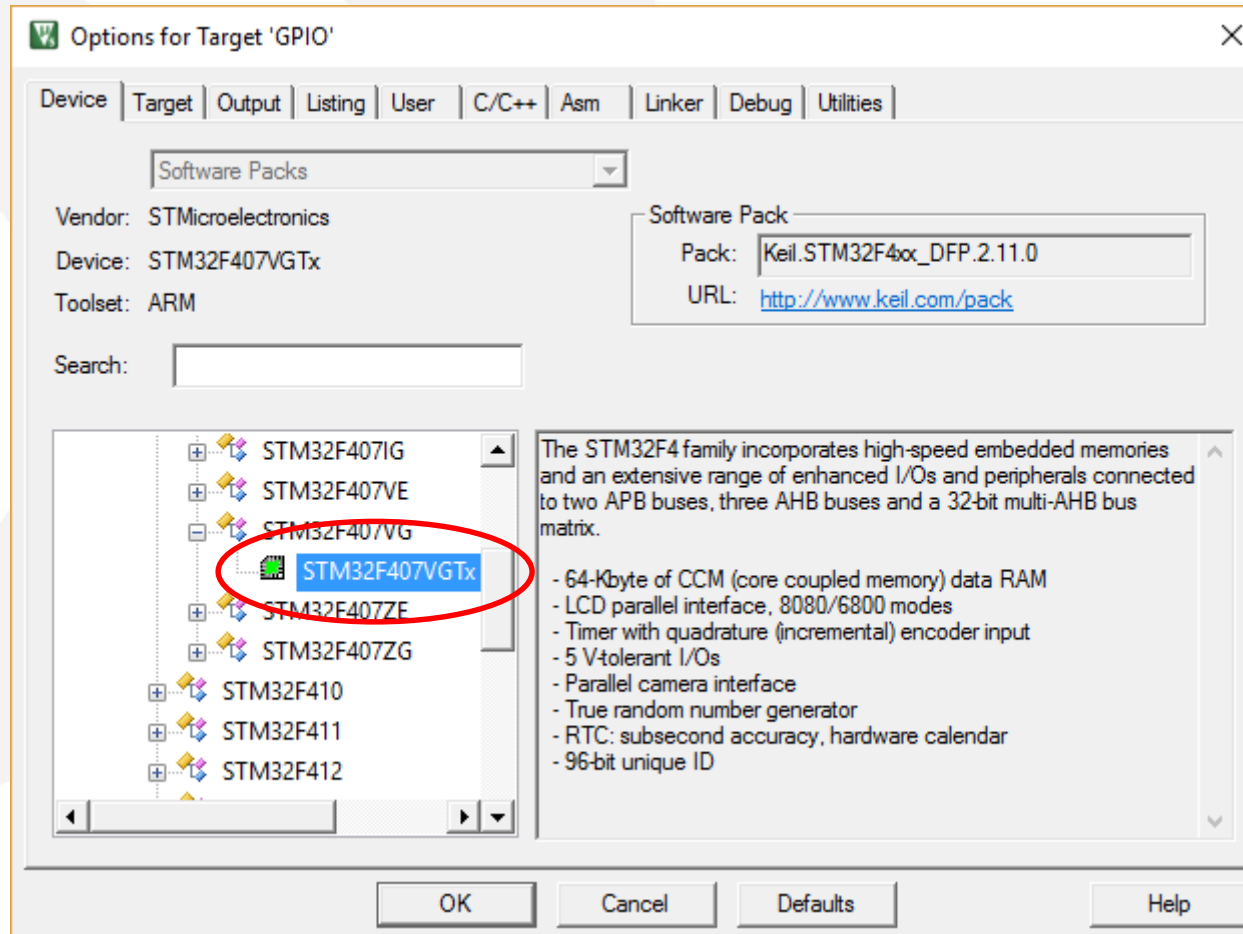 Options for Target 'GPIO'
Device Target Output Listing User C/C++ Asm Linker Debug Utilities
Software Packs
Vendor: STMicroelectronics
Device: STM32F407VGTx
Toolset: ARM
Software Pack
Pack: Keil.STM32F4xx_DFP.2.11.0
URL: http://www.keil.com/pack
Search:
STM32F407IG
STM32F407VE
STM32F407VG
STM32F407VGTx
STM32F407ZE
STM32F407ZG
STM32F410
STM32F411
STM32F412
The STM32F4 family incorporates high-speed embedded memories
and an extensive range of enhanced I/Os and peripherals connected
to two APB buses, three AHB buses and a 32-bit multi-AHB bus
matrix.
- 64-Kbyte of CCM (core coupled memory) data RAM
- LCD parallel interface, 8080/6800 modes
- Timer with quadrature (incremental) encoder input
- 5 V-tolerant I/Os
- Parallel camera interface
- True random number generator
- RTC: subsecond accuracy, hardware calendar
- 96-bit unique ID
OK Cancel Defaults Help